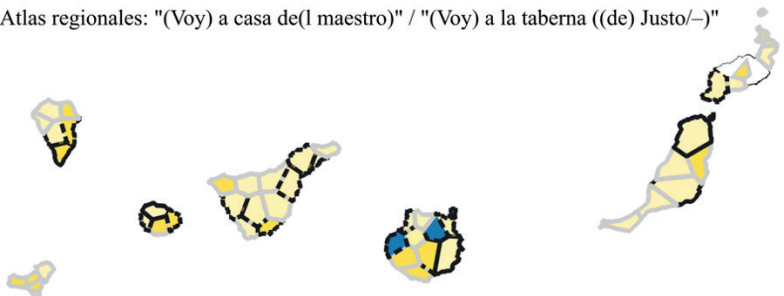 Atlas regionales: "(Voy) a casa de(l maestro)" / "(Voy) a la taberna ((de) Justo/–)"